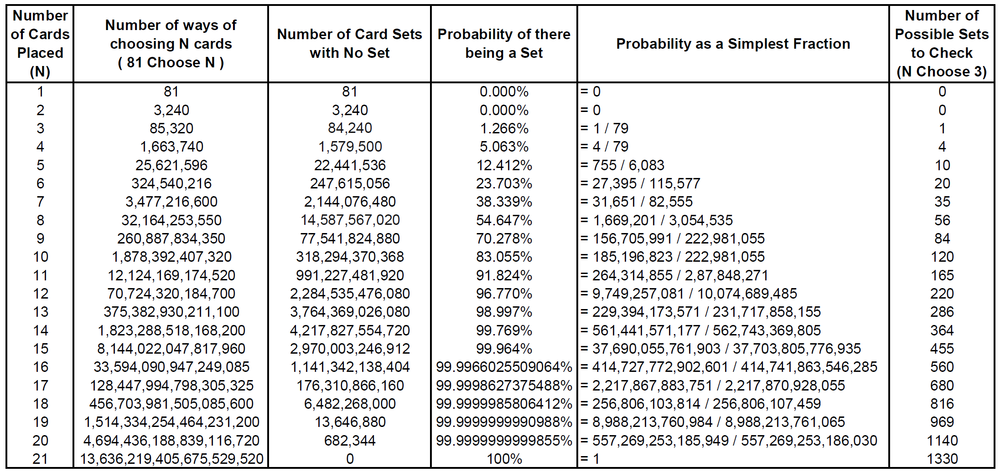 Number of Cards Placed (N) | Number of ways of choosing N cards ( 81 Choose N ) | Number of Card Sets with No Set | Probability of there being a Set | Probability as a Simplest Fraction | Number of Possible Sets to Check (N Choose 3)
1 | 81 | 81 | 0.000% | = 0 | 0
2 | 3,240 | 3,240 | 0.000% | = 0 | 0
3 | 85,320 | 84,240 | 1.266% | = 1 / 79 | 1
4 | 1,663,740 | 1,579,500 | 5.063% | = 4 / 79 | 4
5 | 25,621,596 | 22,441,536 | 12.412% | = 755 / 6,083 | 10
6 | 324,540,216 | 247,615,056 | 23.703% | = 27,395 / 115,577 | 20
7 | 3,477,216,600 | 2,144,076,480 | 38.339% | = 31,651 / 82,555 | 35
8 | 32,164,253,550 | 14,587,567,020 | 54.647% | = 1,669,201 / 3,054,535 | 56
9 | 260,887,834,350 | 77,541,824,880 | 70.278% | = 156,705,991 / 222,981,055 | 84
10 | 1,878,392,407,320 | 318,294,370,368 | 83.055% | = 185,196,823 / 222,981,055 | 120
11 | 12,124,169,174,520 | 991,227,481,920 | 91.824% | = 264,314,855 / 2,87,848,271 | 165
12 | 70,724,320,184,700 | 2,284,535,476,080 | 96.770% | = 9,749,257,081 / 10,074,689,485 | 220
13 | 375,382,930,211,100 | 3,764,369,026,080 | 98.997% | = 229,394,173,571 / 231,717,858,155 | 286
14 | 1,823,288,518,168,200 | 4,217,827,554,720 | 99.769% | = 561,441,571,177 / 562,743,369,805 | 364
15 | 8,144,022,047,817,960 | 2,970,003,246,912 | 99.964% | = 37,690,055,761,903 / 37,703,805,776,935 | 455
16 | 33,594,090,947,249,085 | 1,141,342,138,404 | 99.9966025509064% | = 414,727,772,902,601 / 414,741,863,546,285 | 560
17 | 128,447,994,798,305,325 | 176,310,866,160 | 99.9998627375488% | = 2,217,867,883,751 / 2,217,870,928,055 | 680
18 | 456,703,981,505,085,600 | 6,482,268,000 | 99.9999985806412% | = 256,806,103,814 / 256,806,107,459 | 816
19 | 1,514,334,254,464,231,200 | 13,646,880 | 99.9999999990988% | = 8,988,213,760,984 / 8,988,213,761,065 | 969
20 | 4,694,436,188,839,116,720 | 682,344 | 99.9999999999855% | = 557,269,253,185,949 / 557,269,253,186,030 | 1140
21 | 13,636,219,405,675,529,520 | 0 | 100% | = 1 | 1330